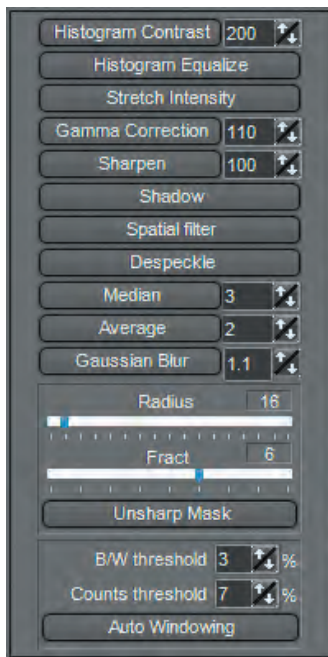 Histogram Contrast 200
Histogram Equalize
Stretch Intensity
Gamma Correction 110
Sharpen 100
Shadow
Spatial filter
Despeckle
Median 3
Average 2
Gaussian Blur 1.1
Radius 16
Fract 6
Unsharp Mask
B/W threshold 3 %
Counts threshold 7 %
Auto Windowing